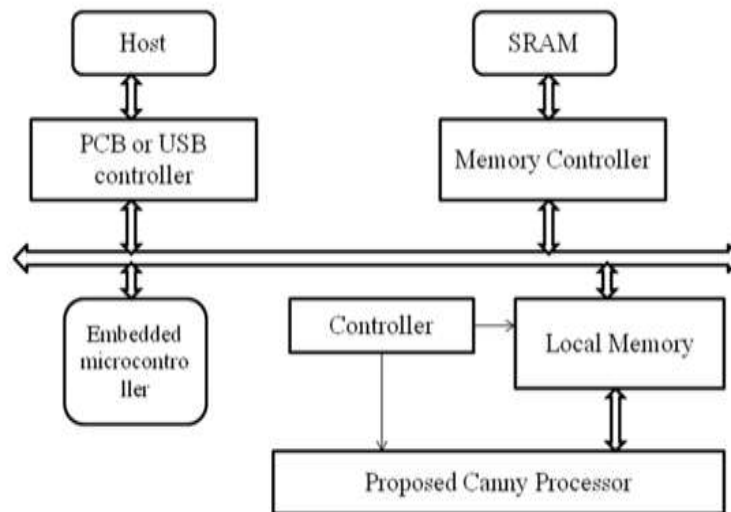 Host
SRAM
PCB or USB
controller
Memory Controller
Embedded
microcontro
ller
Controller
Local Memory
Proposed Canny Processor